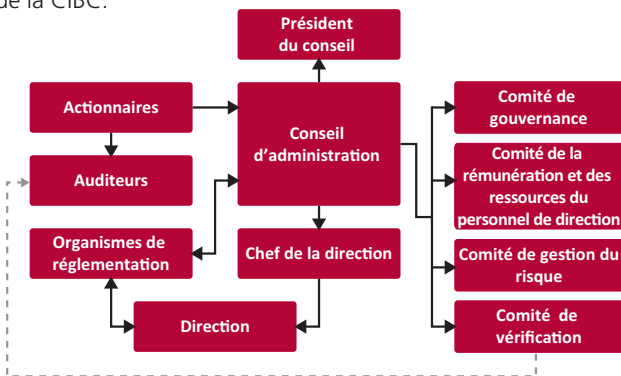 de la CIBC.
Président
du conseil
Actionnaires
Conseil
d’administration
Auditeurs
Organismes de
réglementation
Chef de la direction
Direction
Comité de
gouvernance
Comité de la
rémunération et des
ressources du
personnel de direction
Comité de gestion du
risque
Comité de
vérification